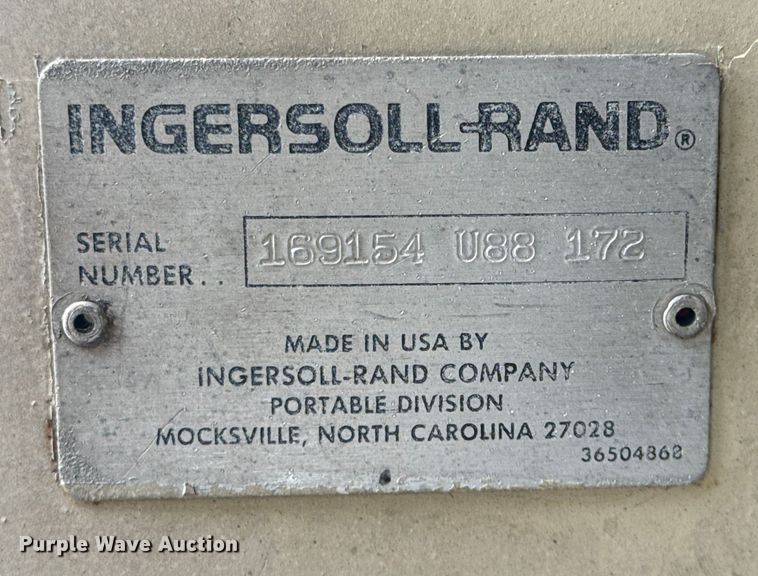 INGERSOLL-RAND®
SERIAL
NUMBER. . 169154 U88 172
MADE IN USA BY
INGERSOLL-RAND COMPANY
PORTABLE DIVISION
MOCKSVILLE, NORTH CAROLINA 27028
36504868
Purple Wave Auction